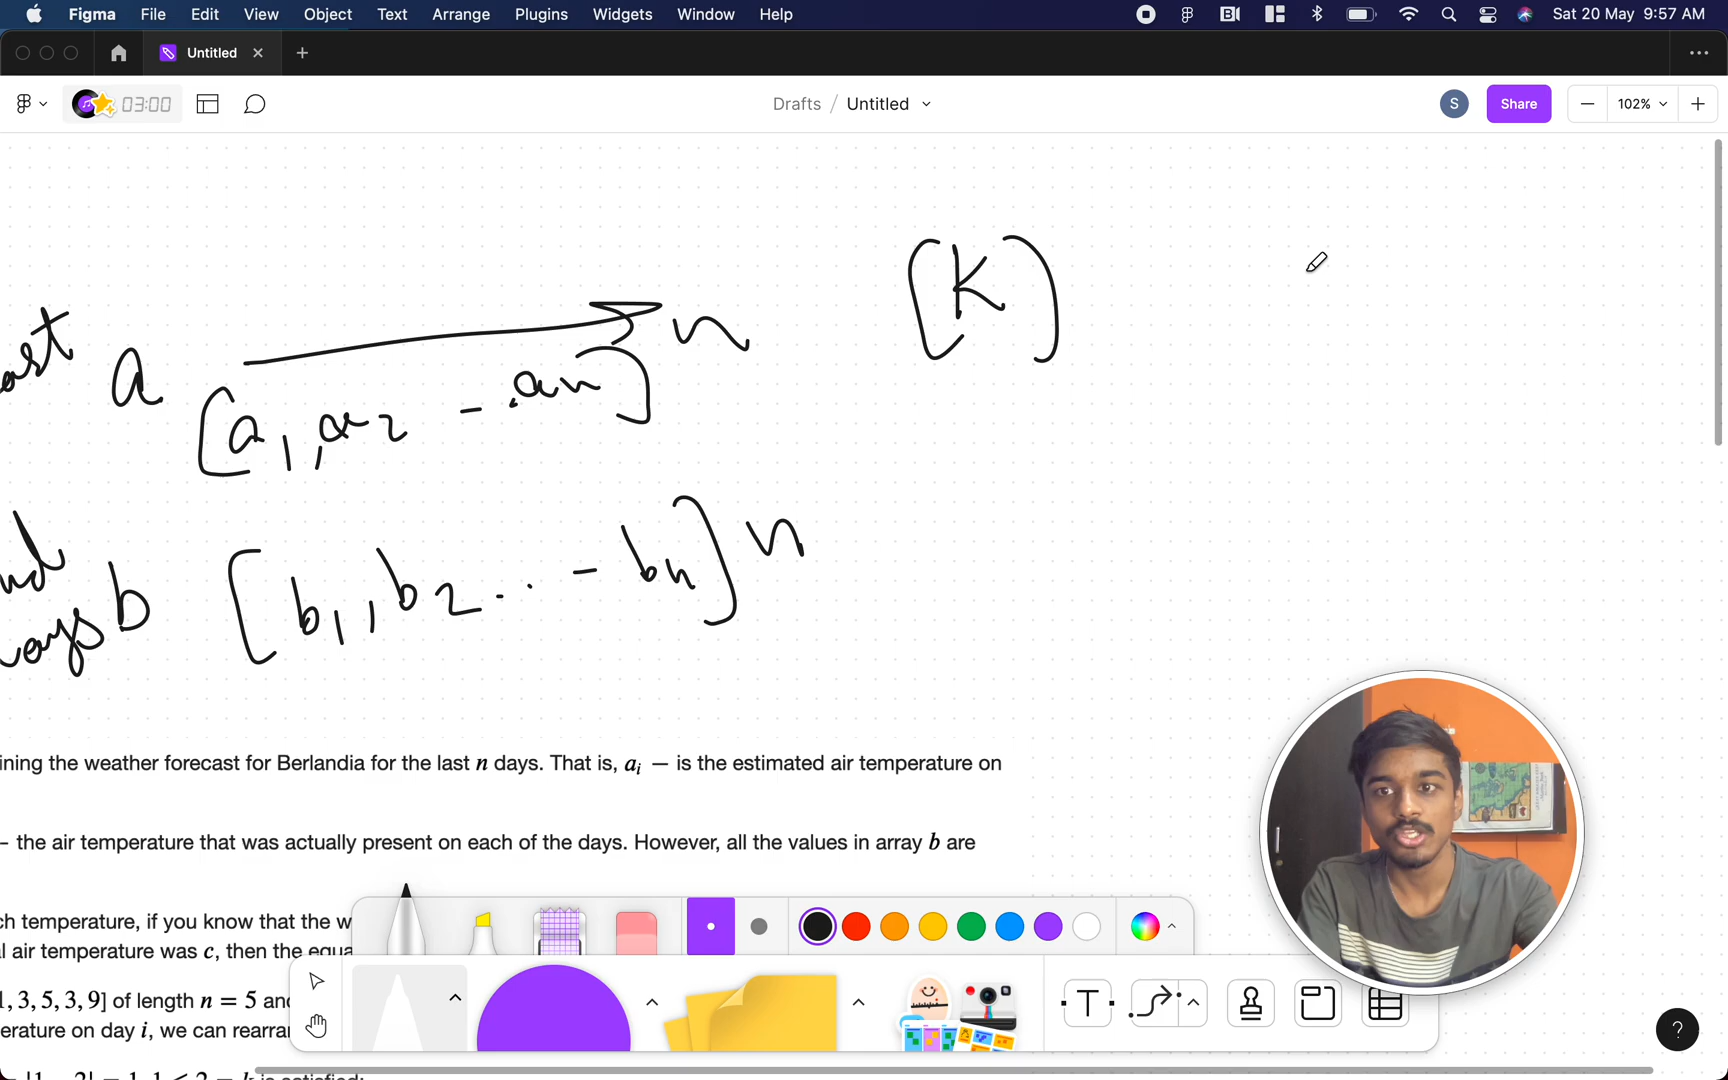 Figma File Edit View Object Text Arrange Plugins Widgets Window Help Sat 20 May 9:57 AM
Untitled
03:00 Drafts / Untitled S Share 102%
[K]
n
a [a1, a2 - .an]
b [b1, b2 .. - bn] n
ining the weather forecast for Berlandia for the last n days. That is, ai — is the estimated air temperature on
– the air temperature that was actually present on each of the days. However, all the values in array b are
ch temperature, if you know that the w
l air temperature was c, then the equa
1, 3, 5, 3, 9] of length n = 5 and
perature on day i, we can rearra
T
?